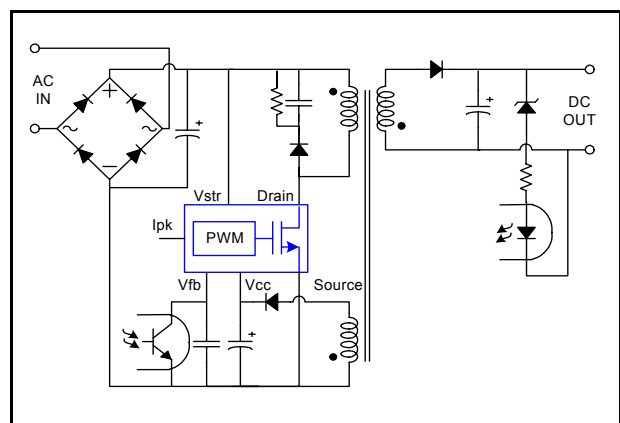 AC
IN
+
~
~
−
+
+
DC
OUT
Vstr
Drain
Ipk
PWM
Vfb
Vcc
Source
+